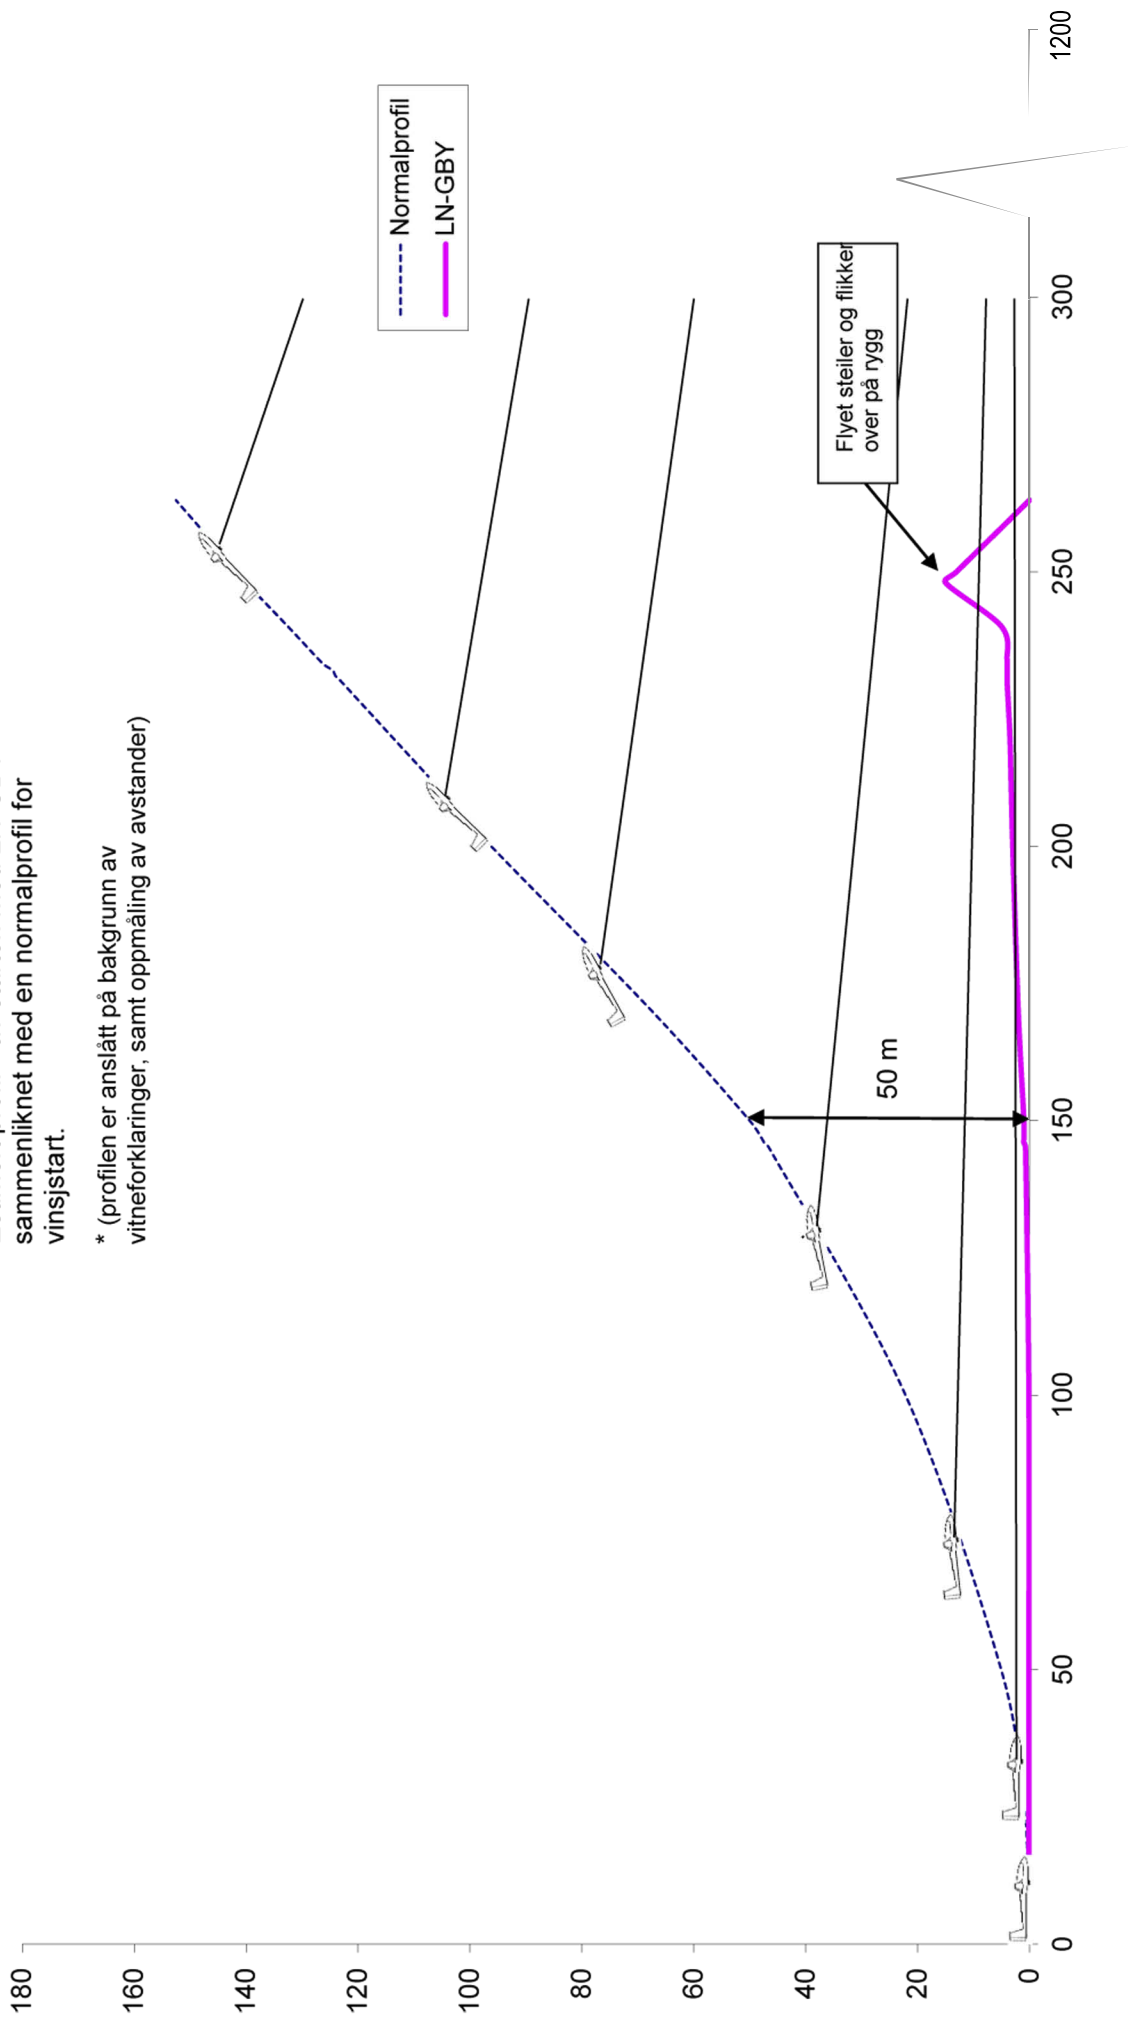 sammenliknet med en normalprofil for
vinsjstart.
* (profilen er anslått på bakgrunn av
vitneforklaringer, samt oppmåling av avstander)
Normalprofil
LN-GBY
Flyet steiler og flikker
over på rygg
50 m
180
160
140
120
100
80
60
40
20
0
0
50
100
150
200
250
300
1200